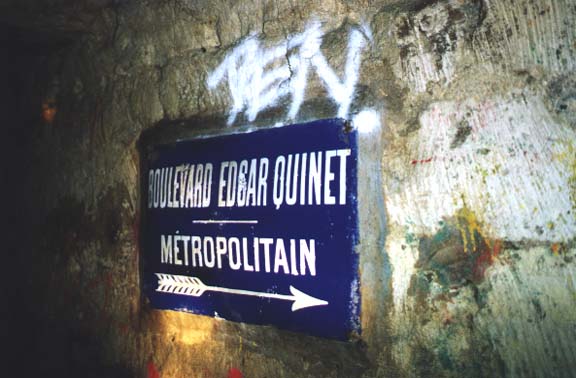 BOULEVARD EDGAR QUINET
MÉTROPOLITAIN